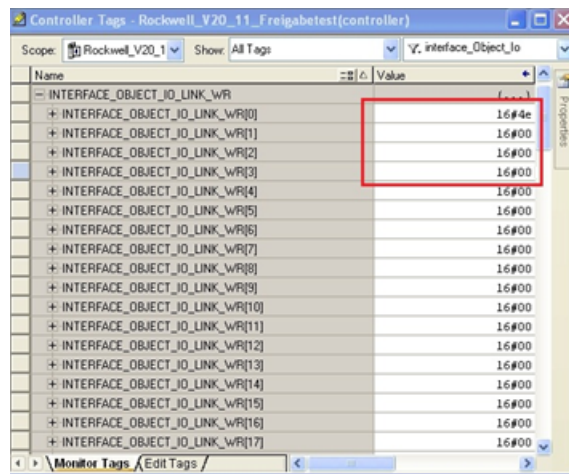 Controller Tags - Rockwell_V20_11_Freigabetest(controller)
Scope: Rockwell_V20_1 Show: All Tags interface_Object_Io
Name Value
INTERFACE_OBJECT_IO_LINK_WR {...}
INTERFACE_OBJECT_IO_LINK_WR[0] 16#4e
INTERFACE_OBJECT_IO_LINK_WR[1] 16#00
INTERFACE_OBJECT_IO_LINK_WR[2] 16#00
INTERFACE_OBJECT_IO_LINK_WR[3] 16#00
INTERFACE_OBJECT_IO_LINK_WR[4] 16#00
INTERFACE_OBJECT_IO_LINK_WR[5] 16#00
INTERFACE_OBJECT_IO_LINK_WR[6] 16#00
INTERFACE_OBJECT_IO_LINK_WR[7] 16#00
INTERFACE_OBJECT_IO_LINK_WR[8] 16#00
INTERFACE_OBJECT_IO_LINK_WR[9] 16#00
INTERFACE_OBJECT_IO_LINK_WR[10] 16#00
INTERFACE_OBJECT_IO_LINK_WR[11] 16#00
INTERFACE_OBJECT_IO_LINK_WR[12] 16#00
INTERFACE_OBJECT_IO_LINK_WR[13] 16#00
INTERFACE_OBJECT_IO_LINK_WR[14] 16#00
INTERFACE_OBJECT_IO_LINK_WR[15] 16#00
INTERFACE_OBJECT_IO_LINK_WR[16] 16#00
INTERFACE_OBJECT_IO_LINK_WR[17] 16#00
Monitor Tags Edit Tags
Properties